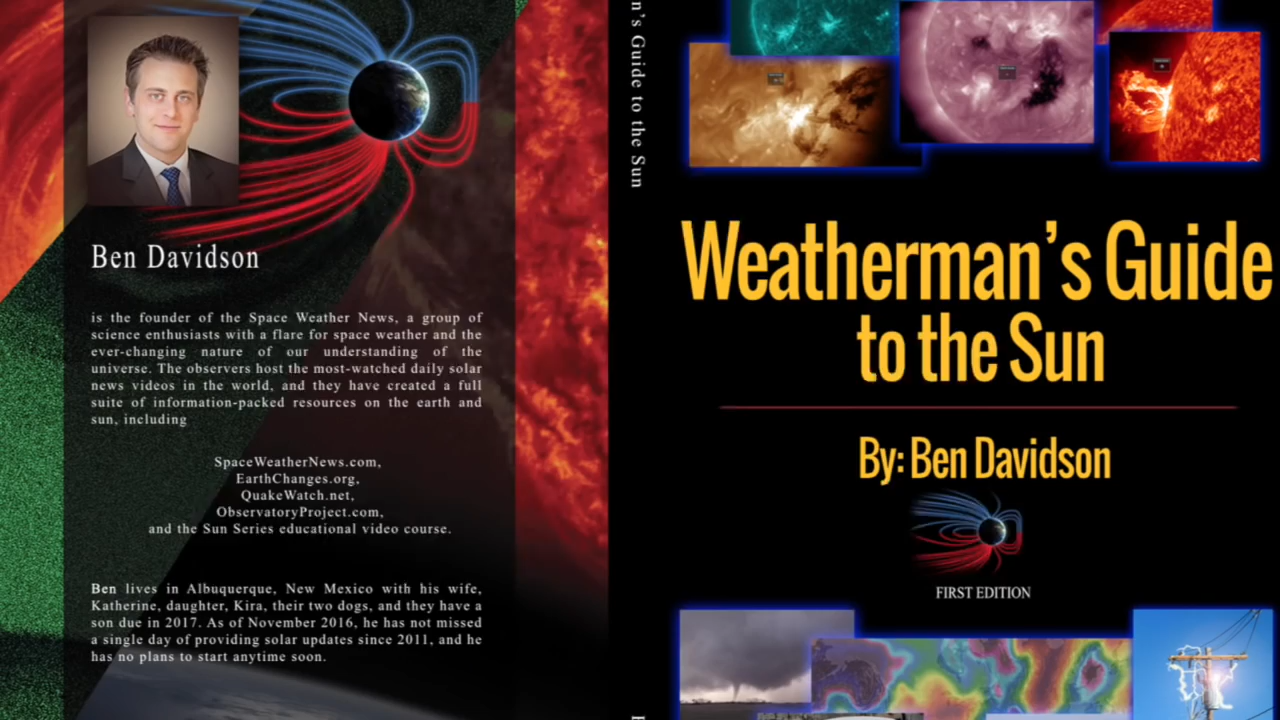 Ben Davidson
is the founder of the Space Weather News, a group of
science enthusiasts with a flare for space weather and the
ever-changing nature of our understanding of the
universe. The observers host the most-watched daily solar
news videos in the world, and they have created a full
suite of information-packed resources on the earth and
sun, including
SpaceWeatherNews.com,
EarthChanges.org,
QuakeWatch.net,
ObservatoryProject.com,
and the Sun Series educational video course.
Ben lives in Albuquerque, New Mexico with his wife,
Katherine, daughter, Kira, their two dogs, and they have a
son due in 2017. As of November 2016, he has not missed
a single day of providing solar updates since 2011, and he
has no plans to start anytime soon.
n's Guide to the Sun
Weatherman's Guide
to the Sun
By: Ben Davidson
FIRST EDITION